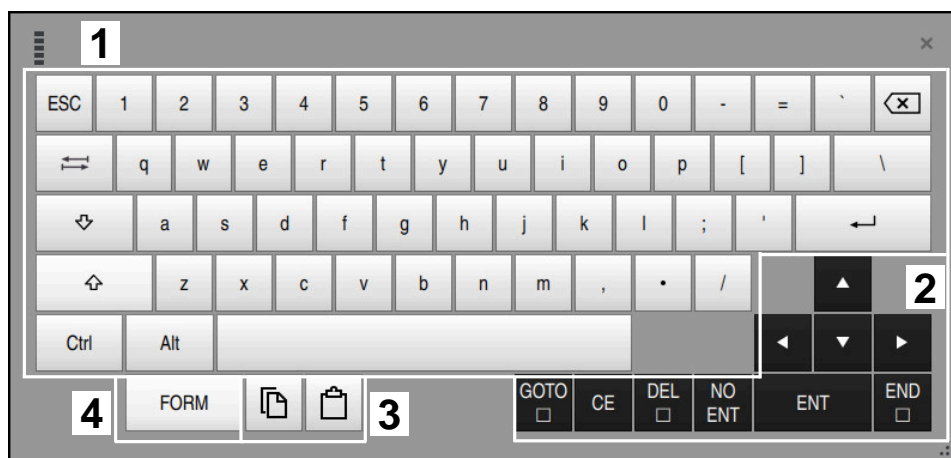 1
×
ESC 1 2 3 4 5 6 7 8 9 0 - = `
q w e r t y u i o p [ ] \
a s d f g h j k l ; '
z x c v b n m , • /
2
Ctrl Alt
4 FORM 3 GOTO CE DEL NO ENT ENT END